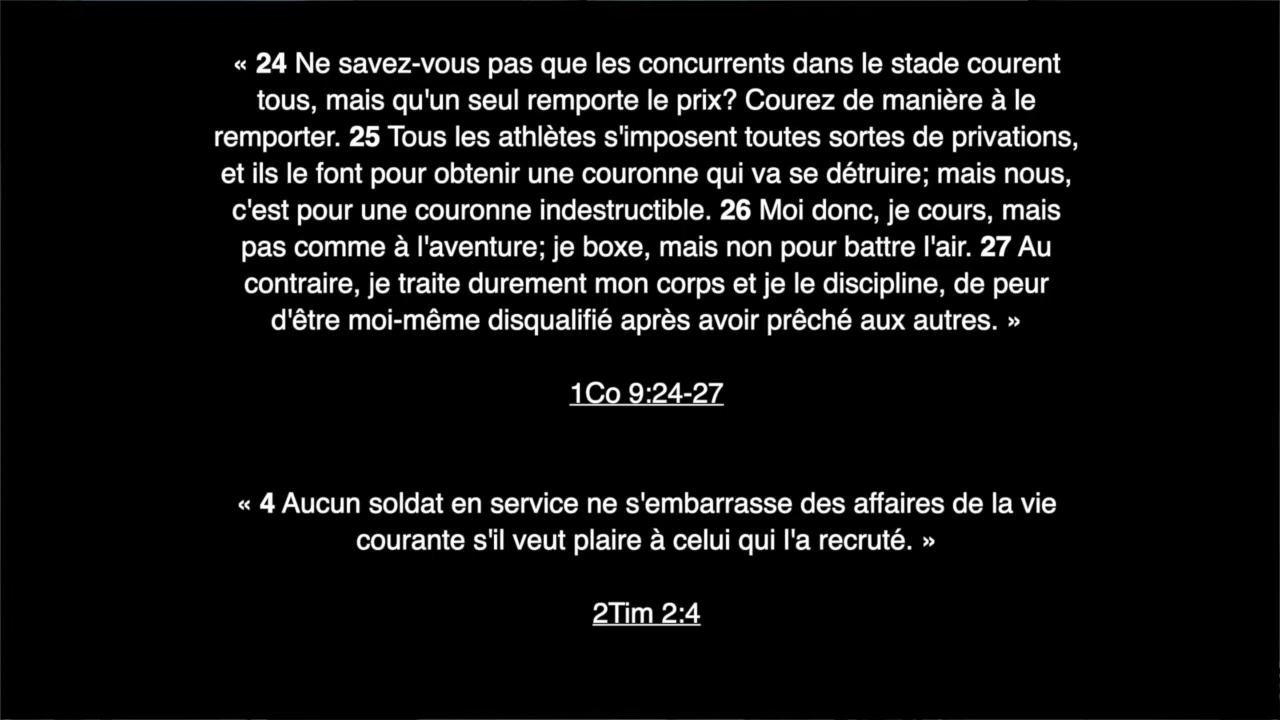 « 24 Ne savez-vous pas que les concurrents dans le stade courent
tous, mais qu'un seul remporte le prix? Courez de manière à le
remporter. 25 Tous les athlètes s'imposent toutes sortes de privations,
et ils le font pour obtenir une couronne qui va se détruire; mais nous,
c'est pour une couronne indestructible. 26 Moi donc, je cours, mais
pas comme à l'aventure; je boxe, mais non pour battre l'air. 27 Au
contraire, je traite durement mon corps et je le discipline, de peur
d'être moi-même disqualifié après avoir prêché aux autres. »
1Co 9:24-27
« 4 Aucun soldat en service ne s'embarrasse des affaires de la vie
courante s'il veut plaire à celui qui l'a recruté. »
2Tim 2:4